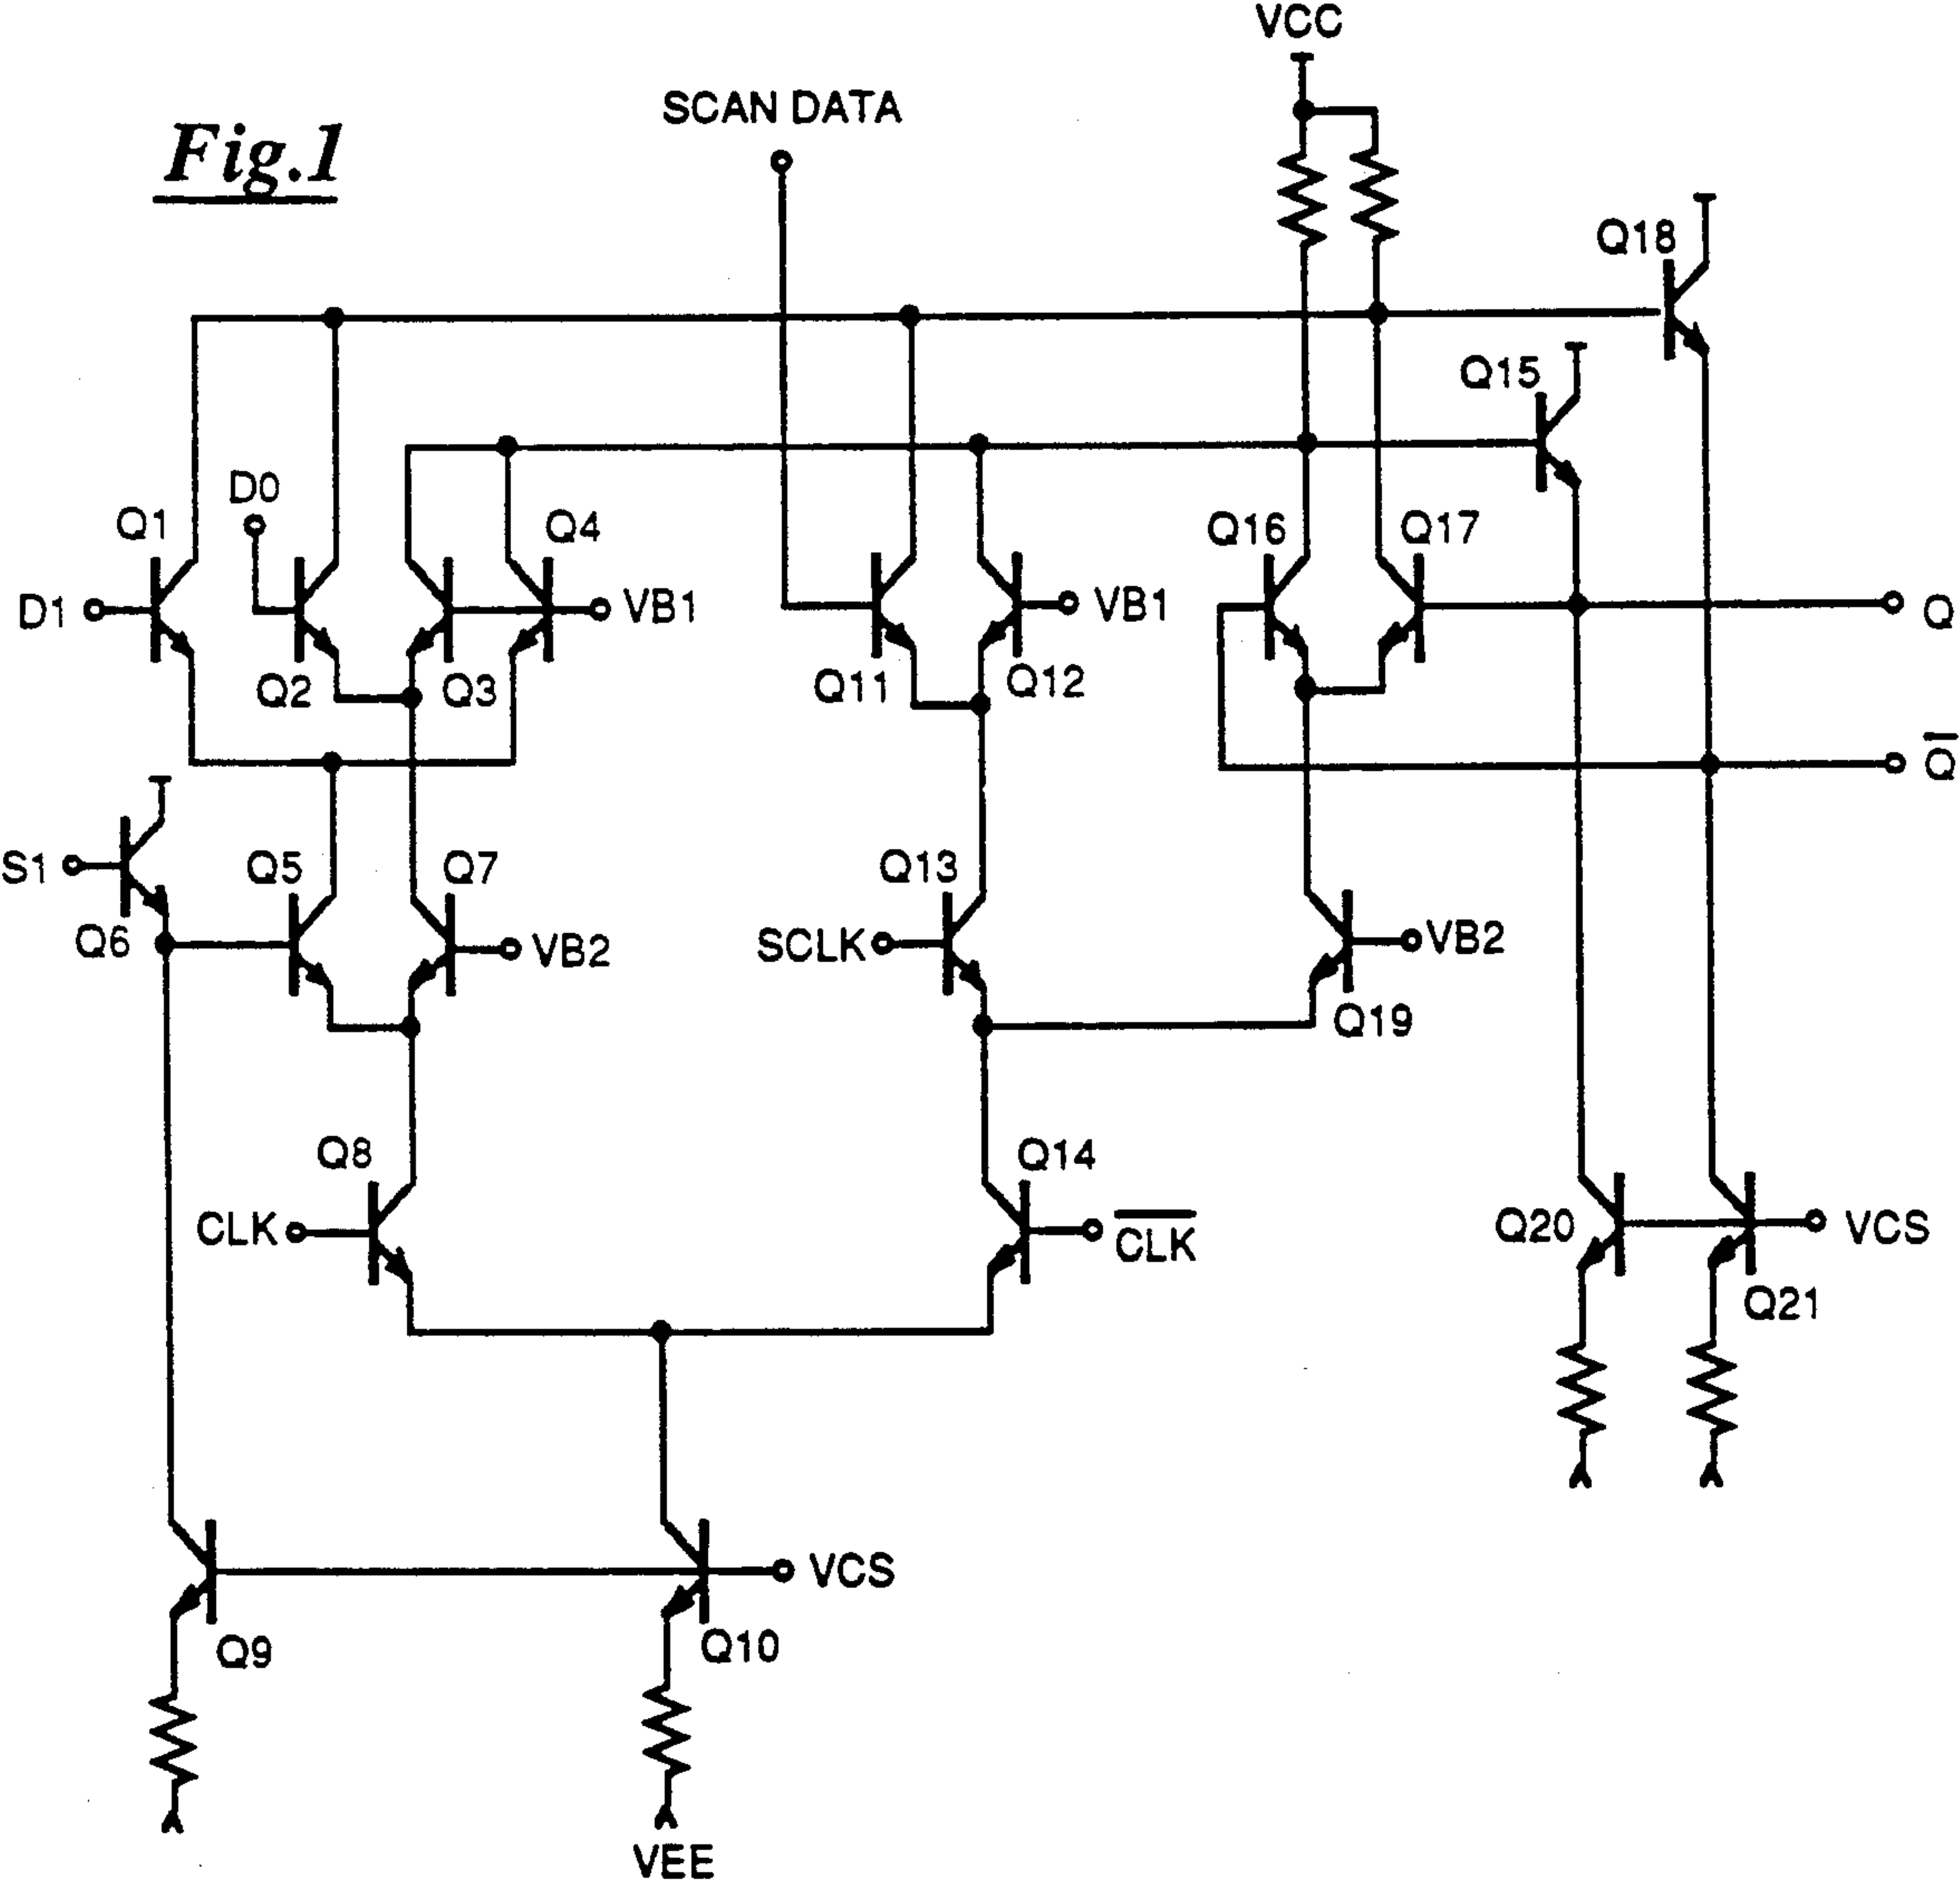 VCC
SCAN DATA
Fig.1
Q18
Q15
D0
Q1
Q4
Q16
Q17
D1
VB1
VB1
Q
Q2
Q3
Q11
Q12
Q̅
S1
Q5
Q7
Q13
Q6
VB2
SCLK
VB2
Q19
Q8
Q14
CLK
C̅L̅K̅
Q20
VCS
Q21
VCS
Q9
Q10
VEE